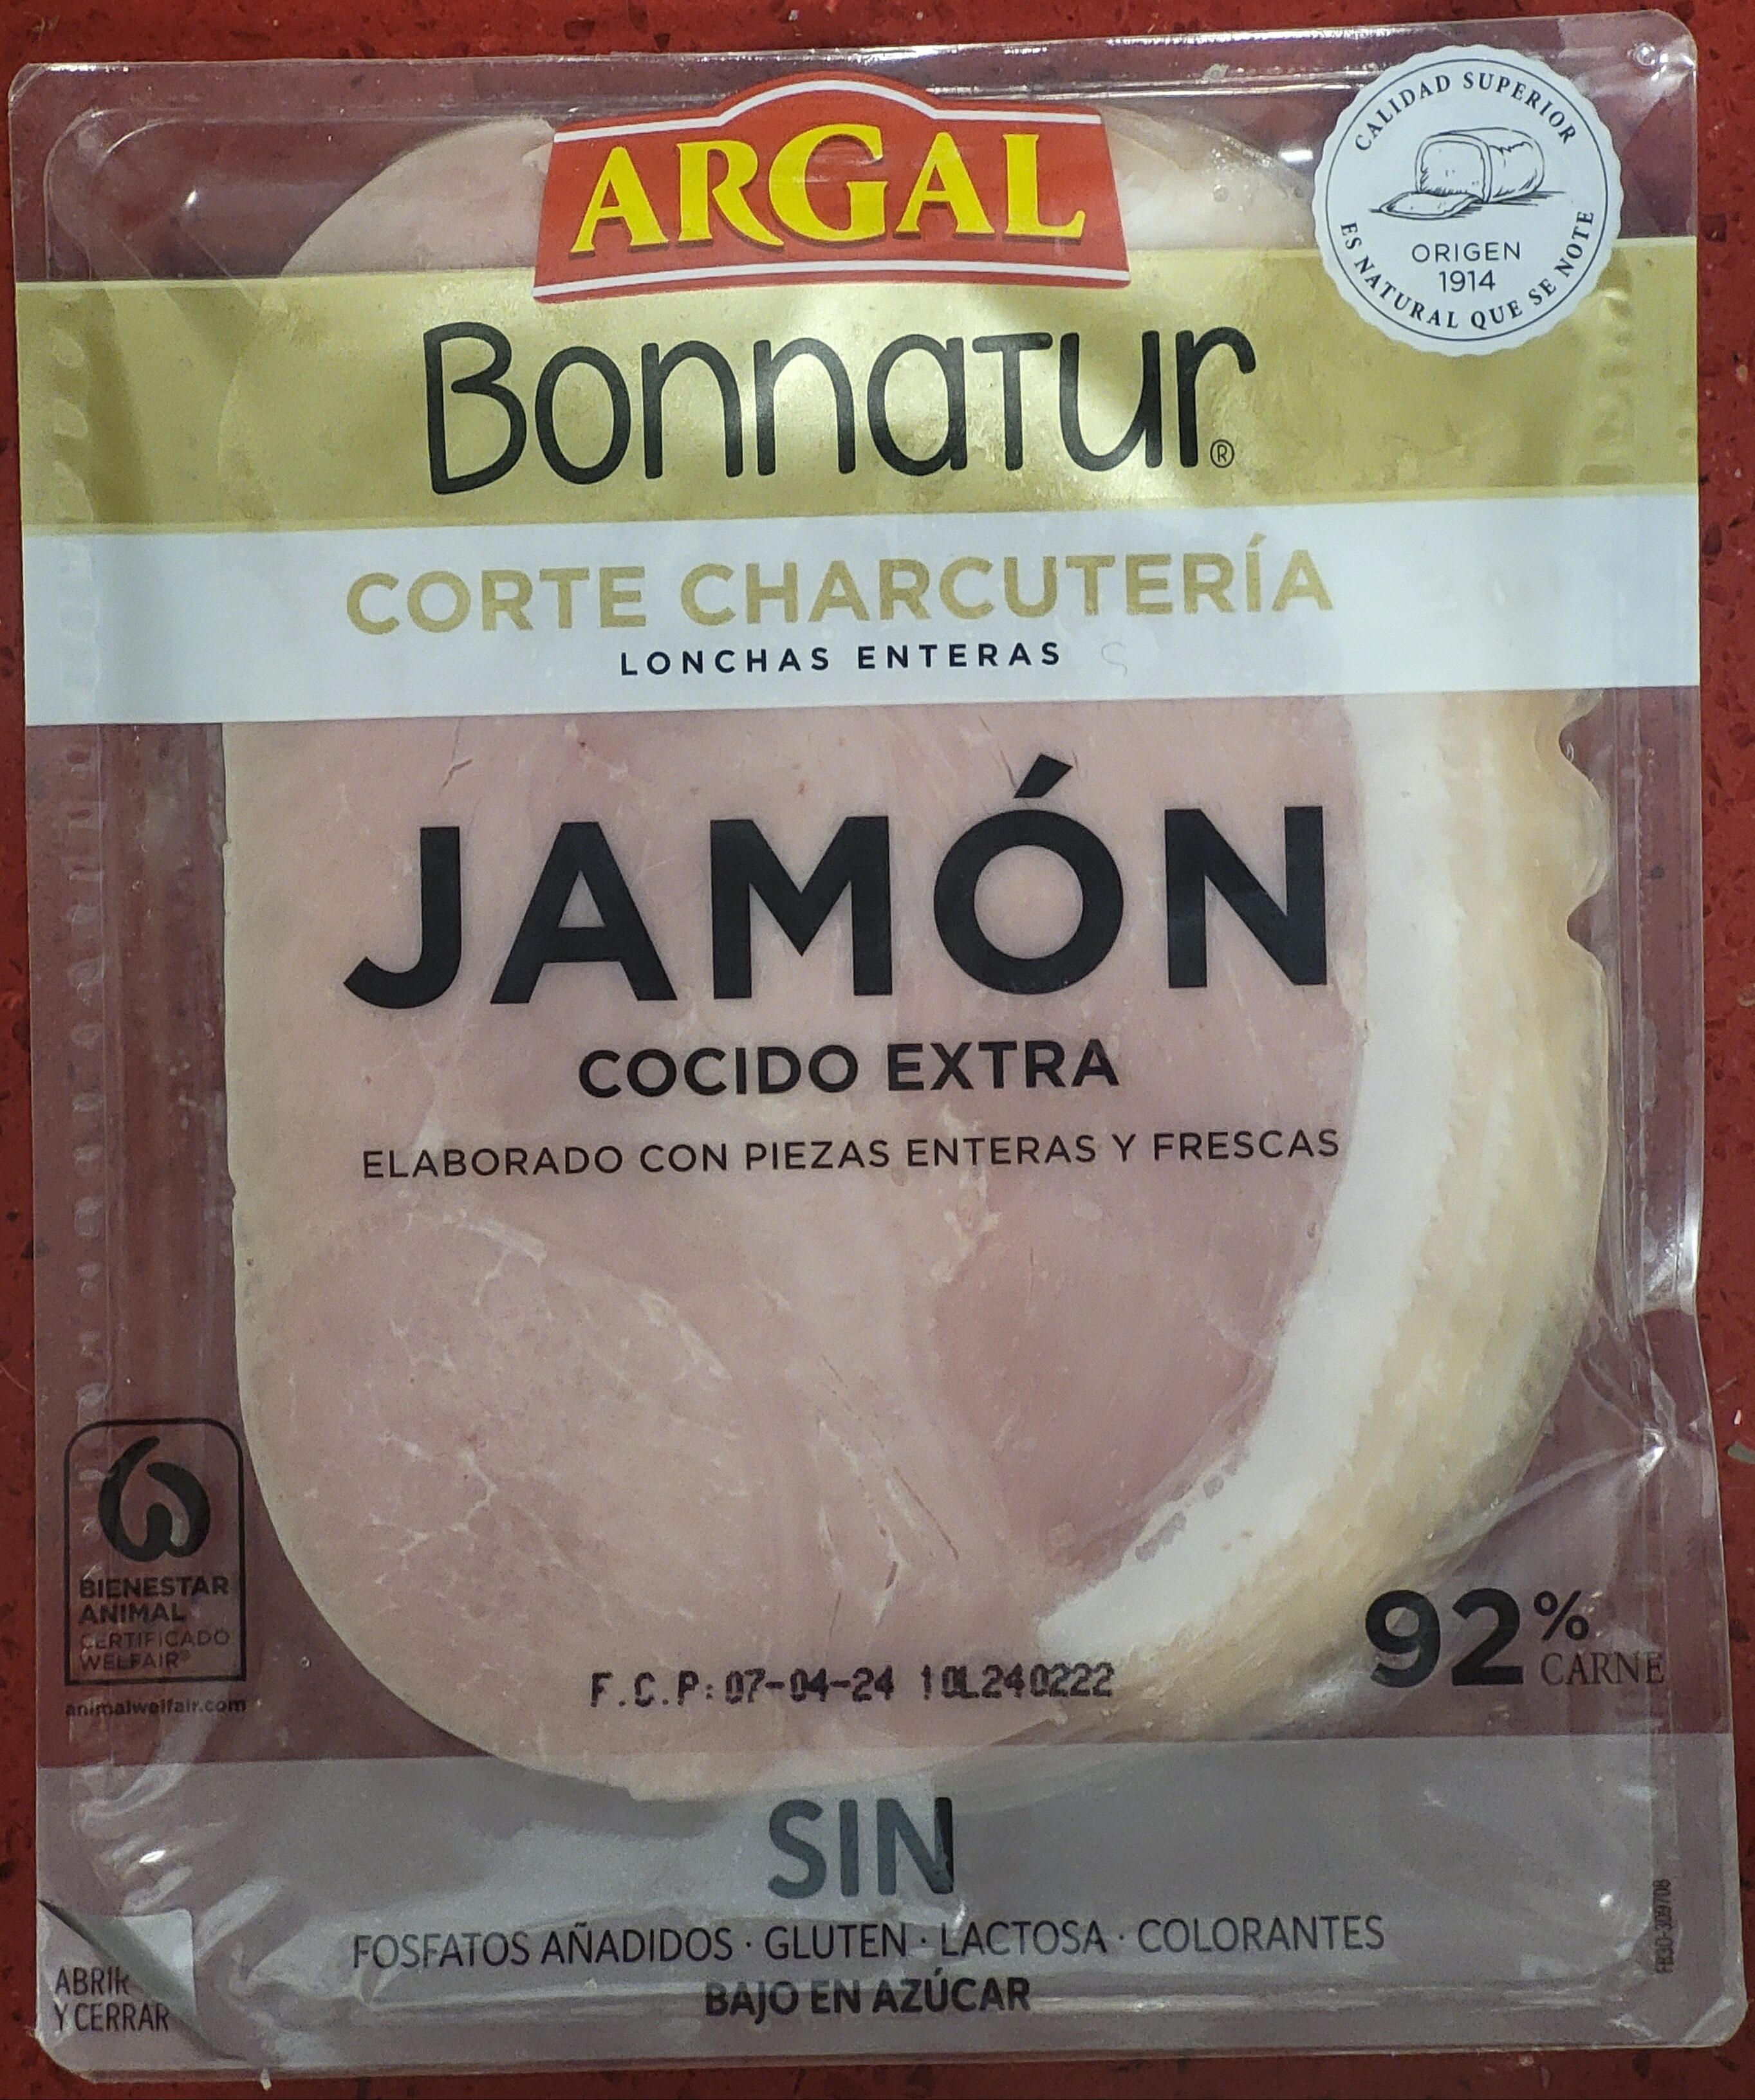 ARGAL
CALIDAD SUPERIOR
ORIGEN
1914
ES NATURAL QUE SE NOTE
Bonnatur®
CORTE CHARCUTERÍA
LONCHAS ENTERAS
JAMÓN
COCIDO EXTRA
ELABORADO CON PIEZAS ENTERAS Y FRESCAS
BIENESTAR
ANIMAL
CERTIFICADO
WELFAIR®
animalwelfair.com
92% CARNE
F.C.P: 07-04-24 10L240222
SIN
FOSFATOS AÑADIDOS · GLUTEN · LACTOSA · COLORANTES
BAJO EN AZÚCAR
ABRIR
Y CERRAR